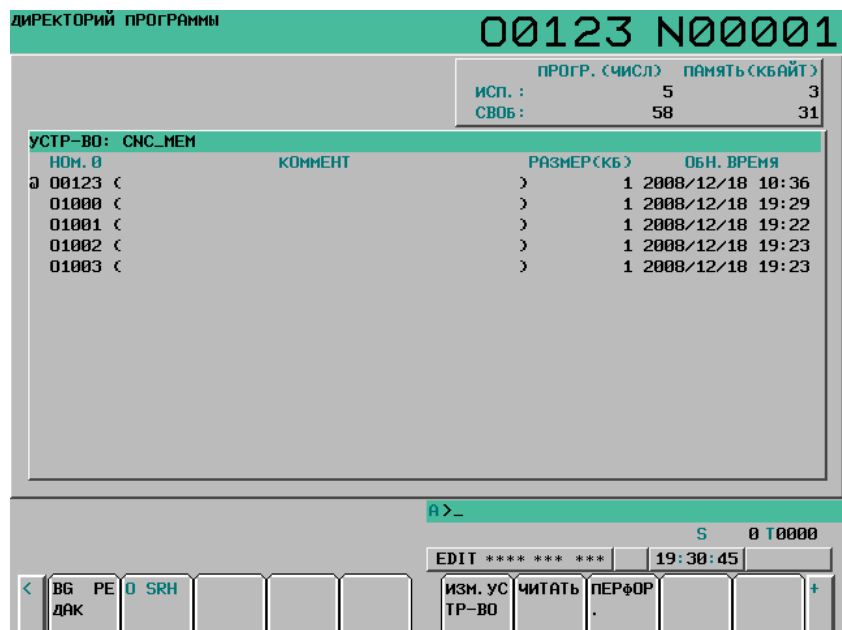 ДИРЕКТОРИЙ ПРОГРАММЫ
O0123 N00001
ПРОГР.(ЧИСЛ) ПАМЯТЬ(КБАЙТ)
ИСП.: 5 3
СВОБ: 58 31
УСТР-ВО: CNC_MEM
НОМ.0 КОММЕНТ РАЗМЕР(КБ) ОБН.ВРЕМЯ
@ O0123 ( ) 1 2008/12/18 10:36
O1000 ( ) 1 2008/12/18 19:29
O1001 ( ) 1 2008/12/18 19:22
O1002 ( ) 1 2008/12/18 19:23
O1003 ( ) 1 2008/12/18 19:23
A>_
S 0 T0000
EDIT **** *** *** 19:30:45
< BG РЕ O SRH ИЗМ.УС ЧИТАТЬ ПЕРФОР +
ДАК ТР-ВО .